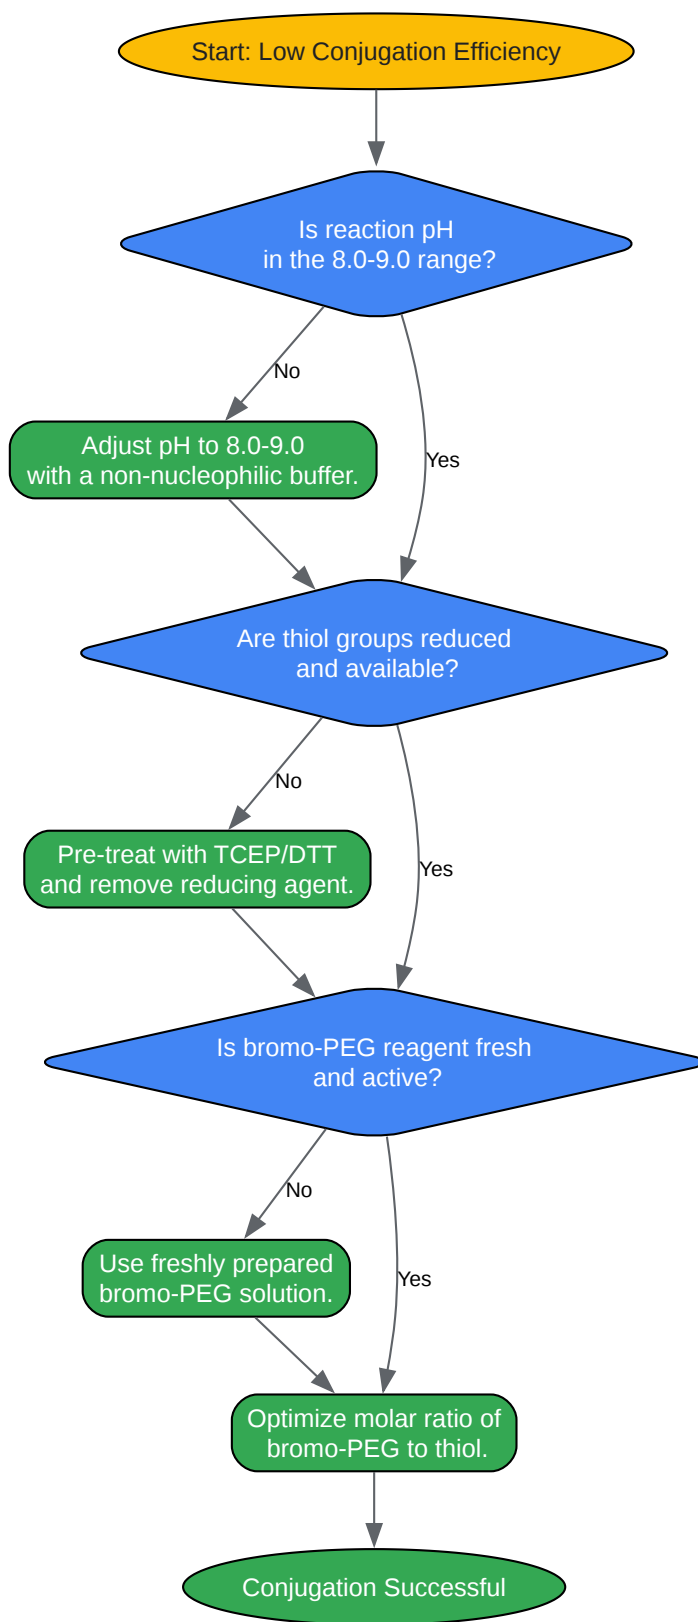 Start: Low Conjugation Efficiency
Is reaction pH
in the 8.0-9.0 range?
No
Adjust pH to 8.0-9.0
with a non-nucleophilic buffer.
Yes
Are thiol groups reduced
and available?
No
Pre-treat with TCEP/DTT
and remove reducing agent.
Yes
Is bromo-PEG reagent fresh
and active?
No
Use freshly prepared
bromo-PEG solution.
Yes
Optimize molar ratio of
bromo-PEG to thiol.
Conjugation Successful